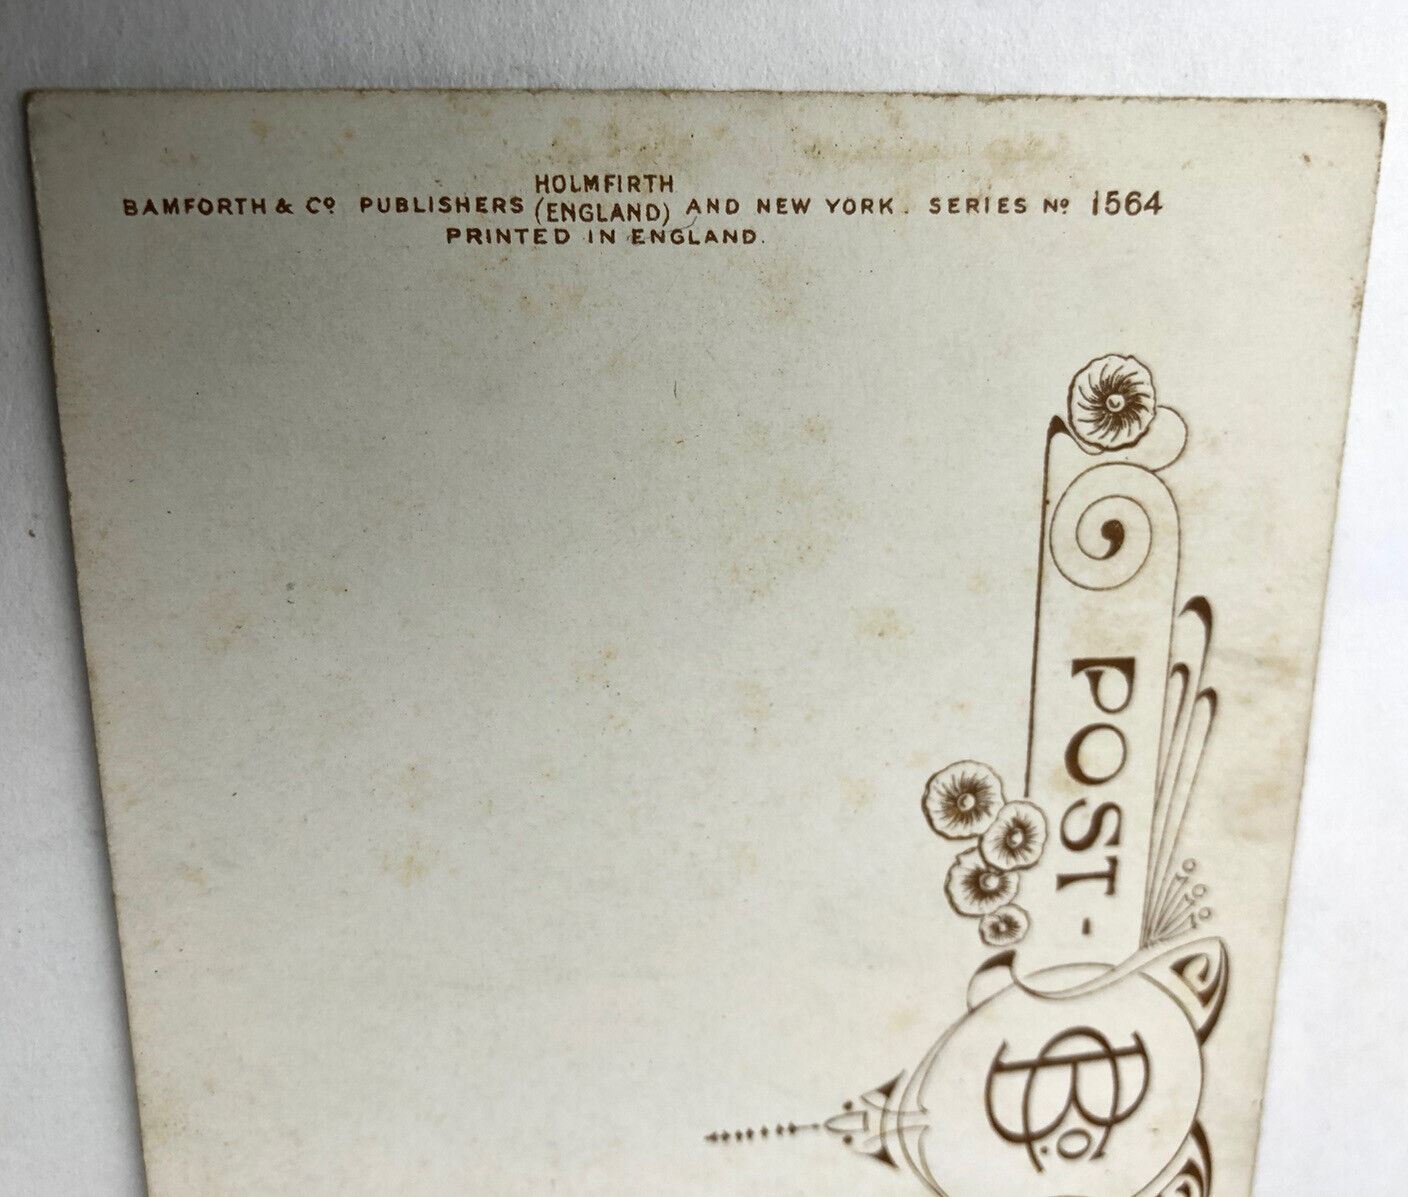 HOLMFIRTH
BAMFORTH & Cº PUBLISHERS (ENGLAND) AND NEW YORK. SERIES Nº 1564
PRINTED IN ENGLAND.
POST -
B Cº.